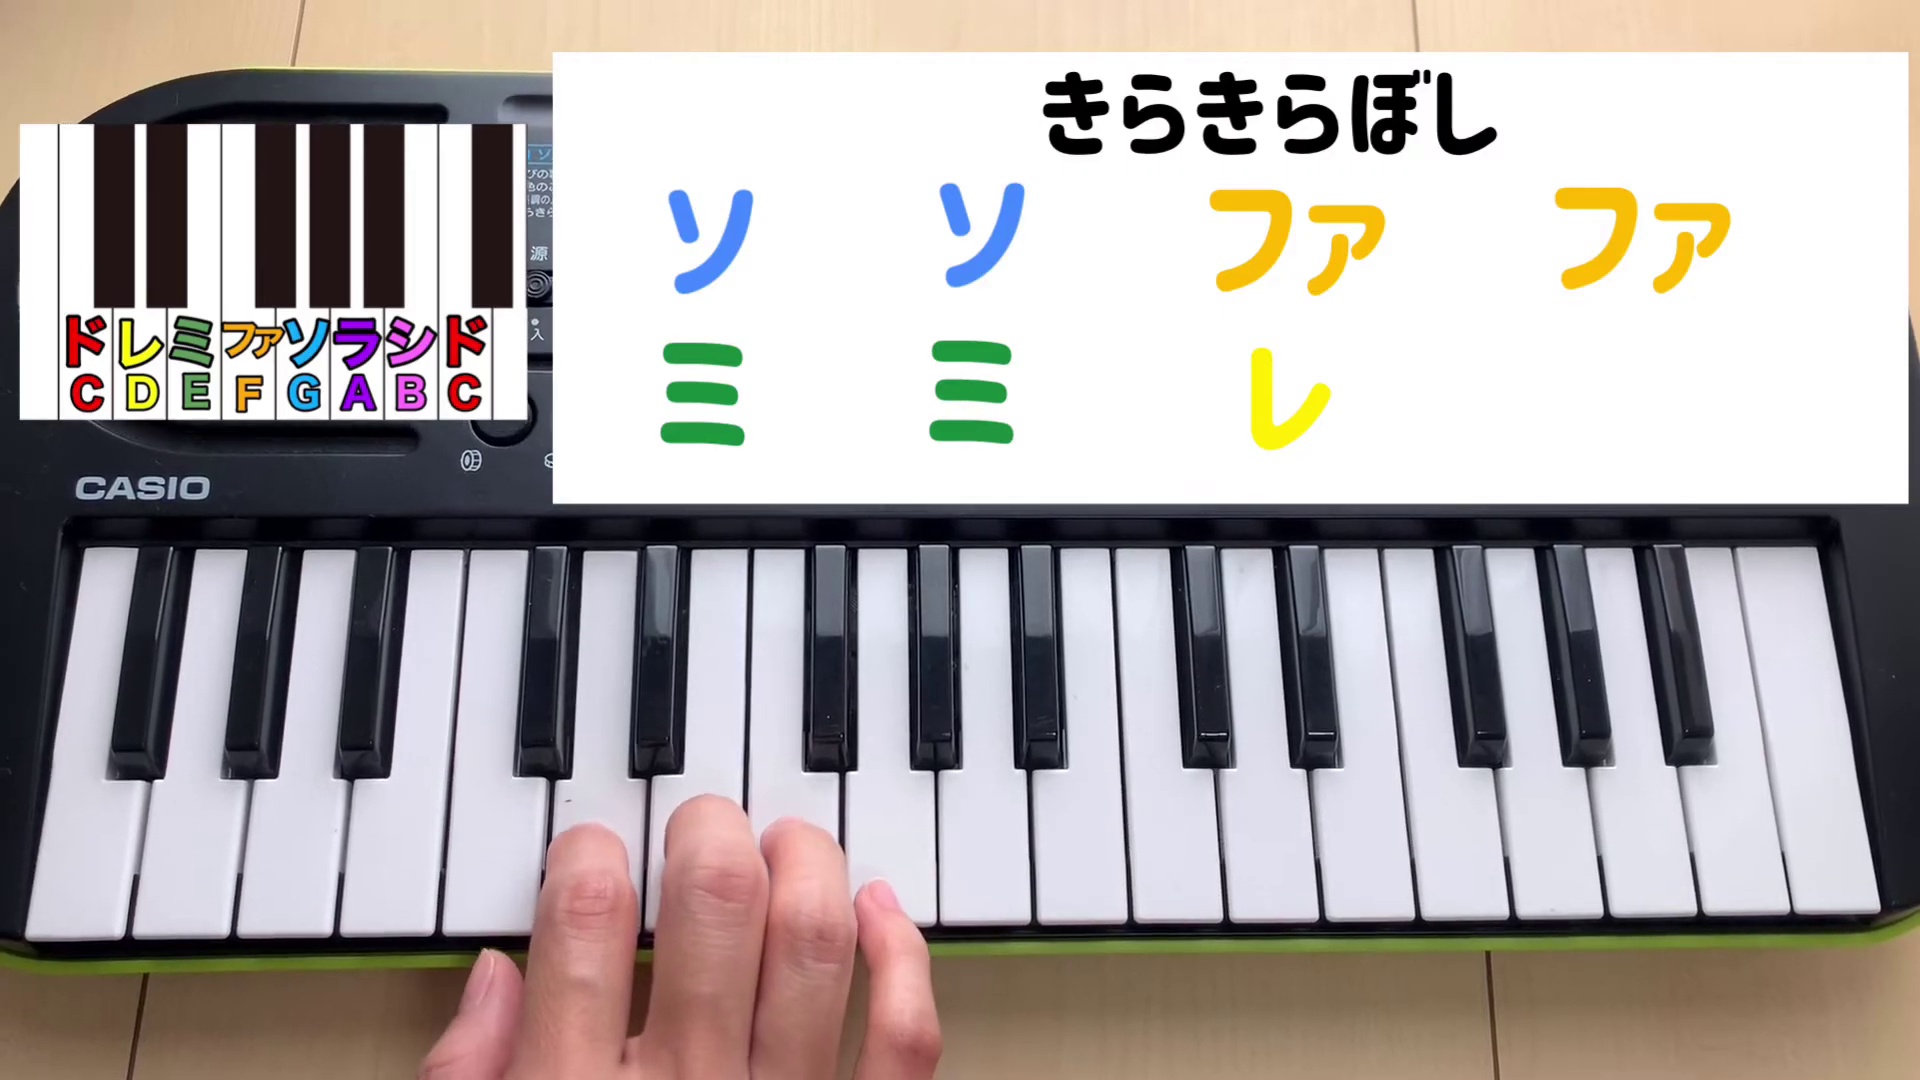 きらきらぼし
ソ ソ ファ ファ
ミ ミ レ
ド レ ミ ファ ソ ラ シ ド
C D E F G A B C
源
入
CASIO